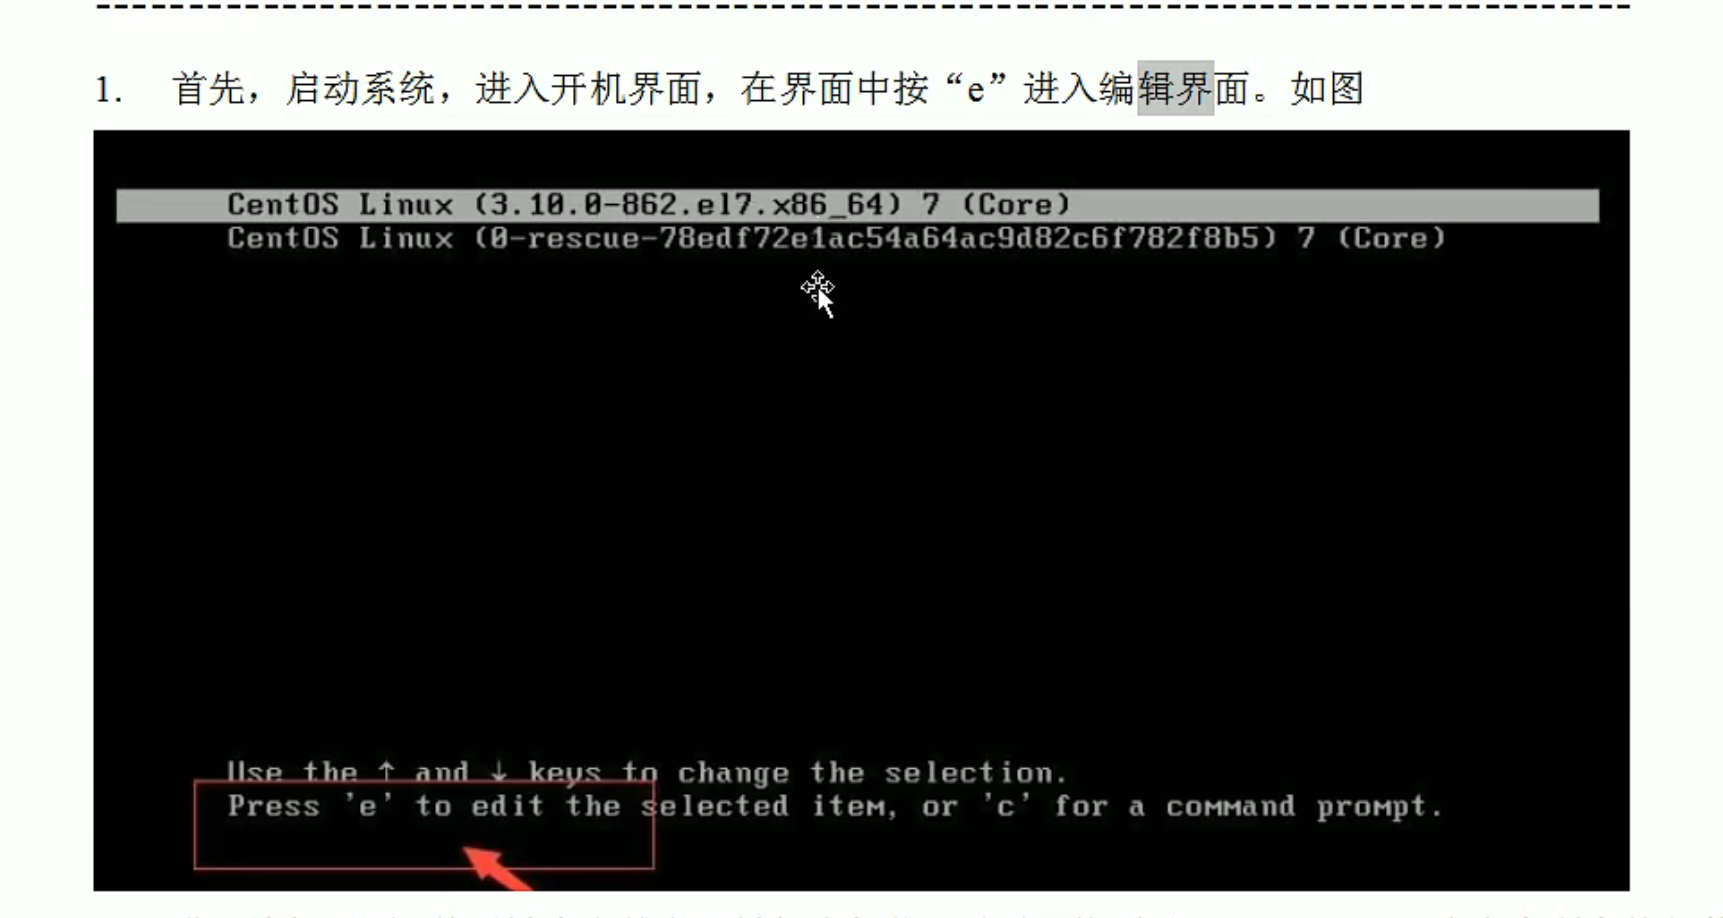 1. 首先，启动系统，进入开机界面，在界面中按“e”进入编辑界面。如图
CentOS Linux (3.10.0-862.el7.x86_64) 7 (Core)
CentOS Linux (0-rescue-78edf72e1ac54a64ac9d82c6f782f8b5) 7 (Core)
Use the ↑ and ↓ keys to change the selection.
Press 'e' to edit the selected item, or 'c' for a command prompt.